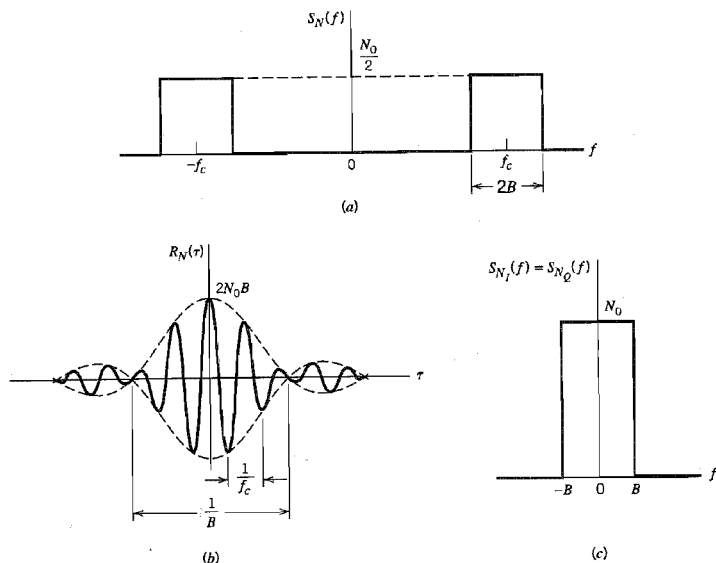 S_N(f)
N_0/2
-f_c
0
f_c
f
2B
(a)
R_N(τ)
2N_0B
τ
1/f_c
1/B
(b)
S_{N_I}(f) = S_{N_Q}(f)
N_0
-B
0
B
f
(c)